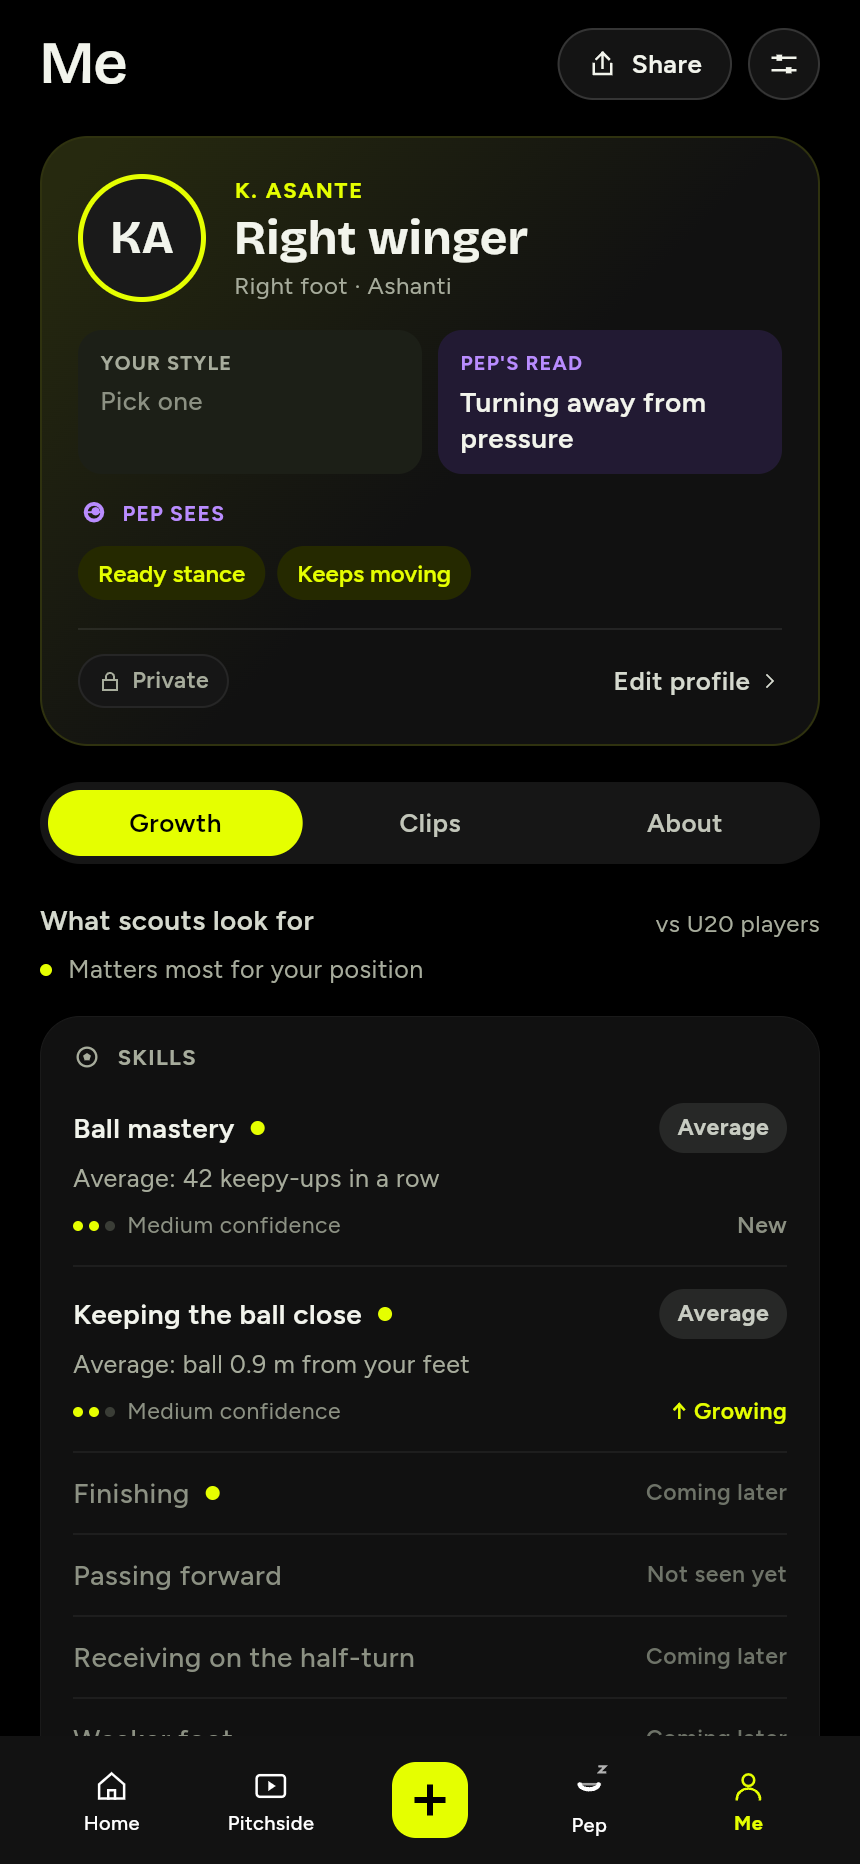 Me
Share
KA
K. ASANTE
Right winger
Right foot · Ashanti
YOUR STYLE
Pick one
PEP'S READ
Turning away from
pressure
PEP SEES
Ready stance
Keeps moving
Private
Edit profile
Growth
Clips
About
What scouts look for
vs U20 players
Matters most for your position
SKILLS
Ball mastery
Average
Average: 42 keepy-ups in a row
Medium confidence
New
Keeping the ball close
Average
Average: ball 0.9 m from your feet
Medium confidence
↑ Growing
Finishing
Coming later
Passing forward
Not seen yet
Receiving on the half-turn
Coming later
Weaker foot
Coming later
z
Home
Pitchside
Pep
Me